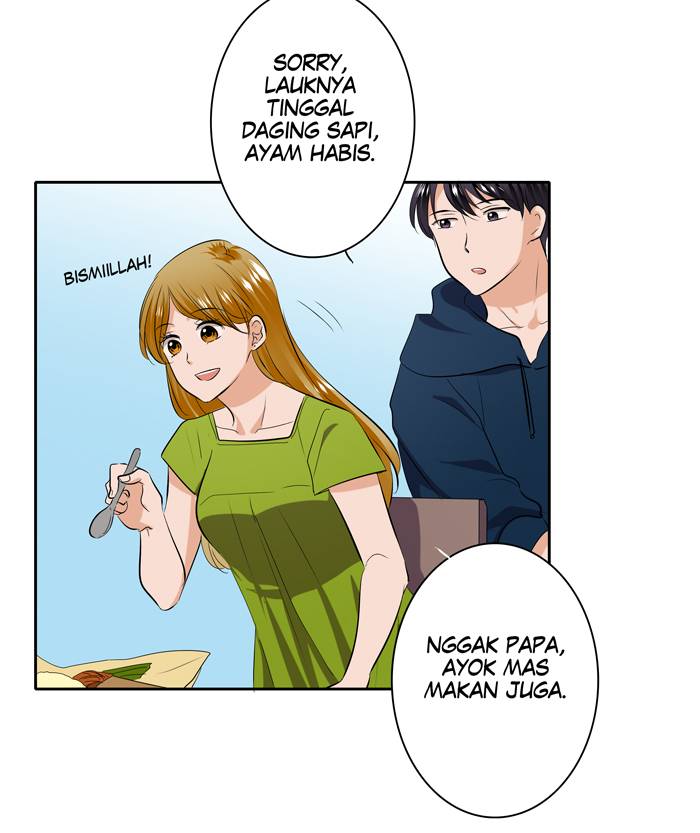 SORRY,
LAUKNYA
TINGGAL
DAGING SAPI,
AYAM HABIS.
BISMIILLAH!
NGGAK PAPA,
AYOK MAS
MAKAN JUGA.